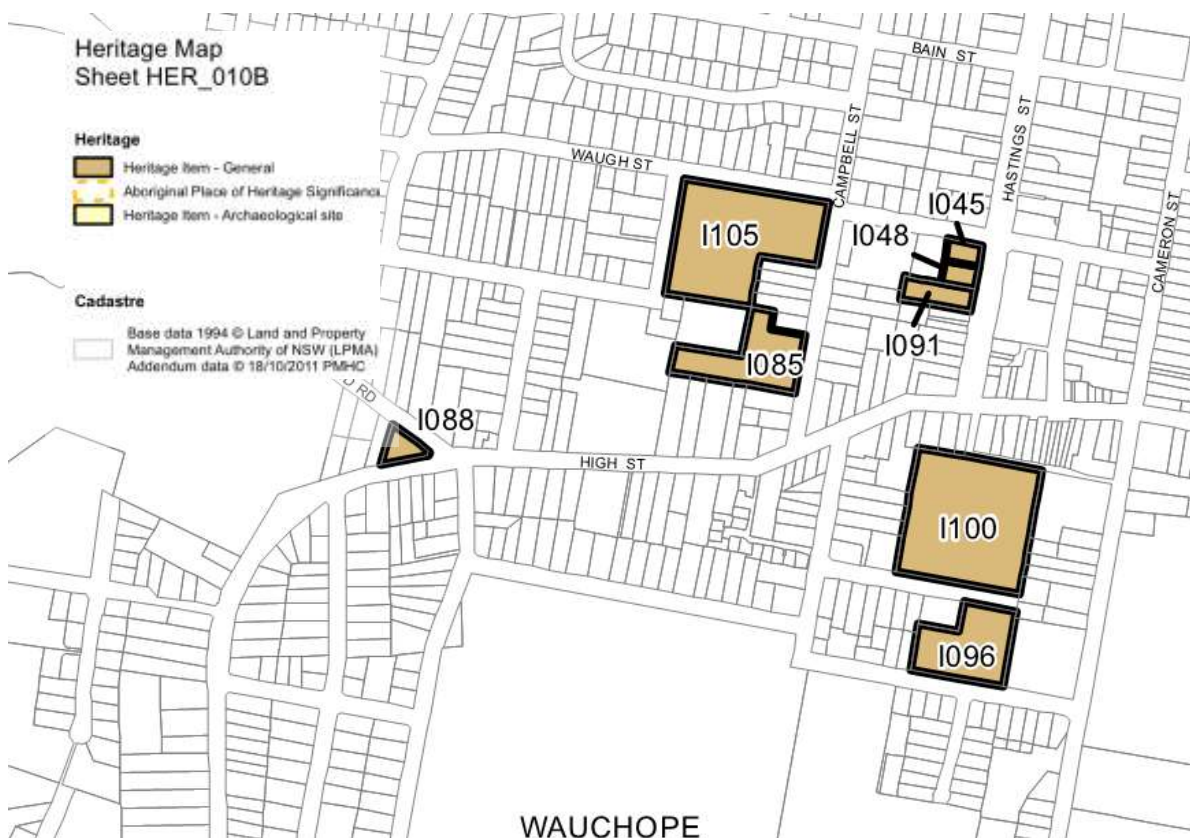 Heritage Map
Sheet HER_010B
Heritage
Heritage Item - General
Aboriginal Place of Heritage Significance
Heritage Item - Archaeological site
Cadastre
Base data 1994 © Land and Property
Management Authority of NSW (LPMA)
Addendum data © 18/10/2011 PMHC
BAIN ST
WAUGH ST
CAMPBELL ST
HASTINGS ST
CAMERON ST
I045
I048
I105
I091
I085
RD
I088
HIGH ST
I100
I096
WAUCHOPE